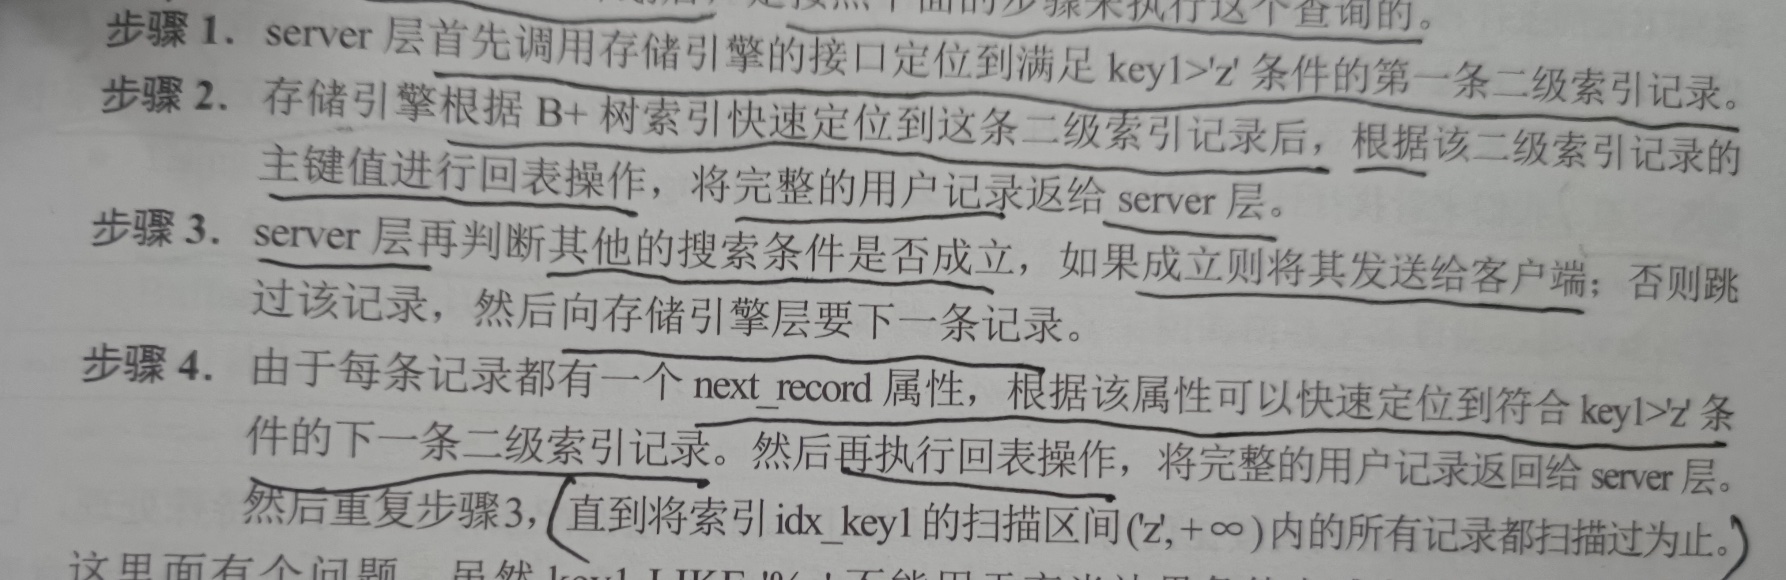 是按照下面的步骤来执行这个查询的。
步骤 1. server 层首先调用存储引擎的接口定位到满足 key1>'z' 条件的第一条二级索引记录。
步骤 2. 存储引擎根据 B+ 树索引快速定位到这条二级索引记录后，根据该二级索引记录的
主键值进行回表操作，将完整的用户记录返给 server 层。
步骤 3. server 层再判断其他的搜索条件是否成立，如果成立则将其发送给客户端；否则跳
过该记录，然后向存储引擎层要下一条记录。
步骤 4. 由于每条记录都有一个 next_record 属性，根据该属性可以快速定位到符合 key1>'z' 条
件的下一条二级索引记录。然后再执行回表操作，将完整的用户记录返回给 server 层。
然后重复步骤3，直到将索引 idx_key1 的扫描区间 ('z', +∞) 内的所有记录都扫描过为止。
这里面有个问题，虽然 key1 LIKE